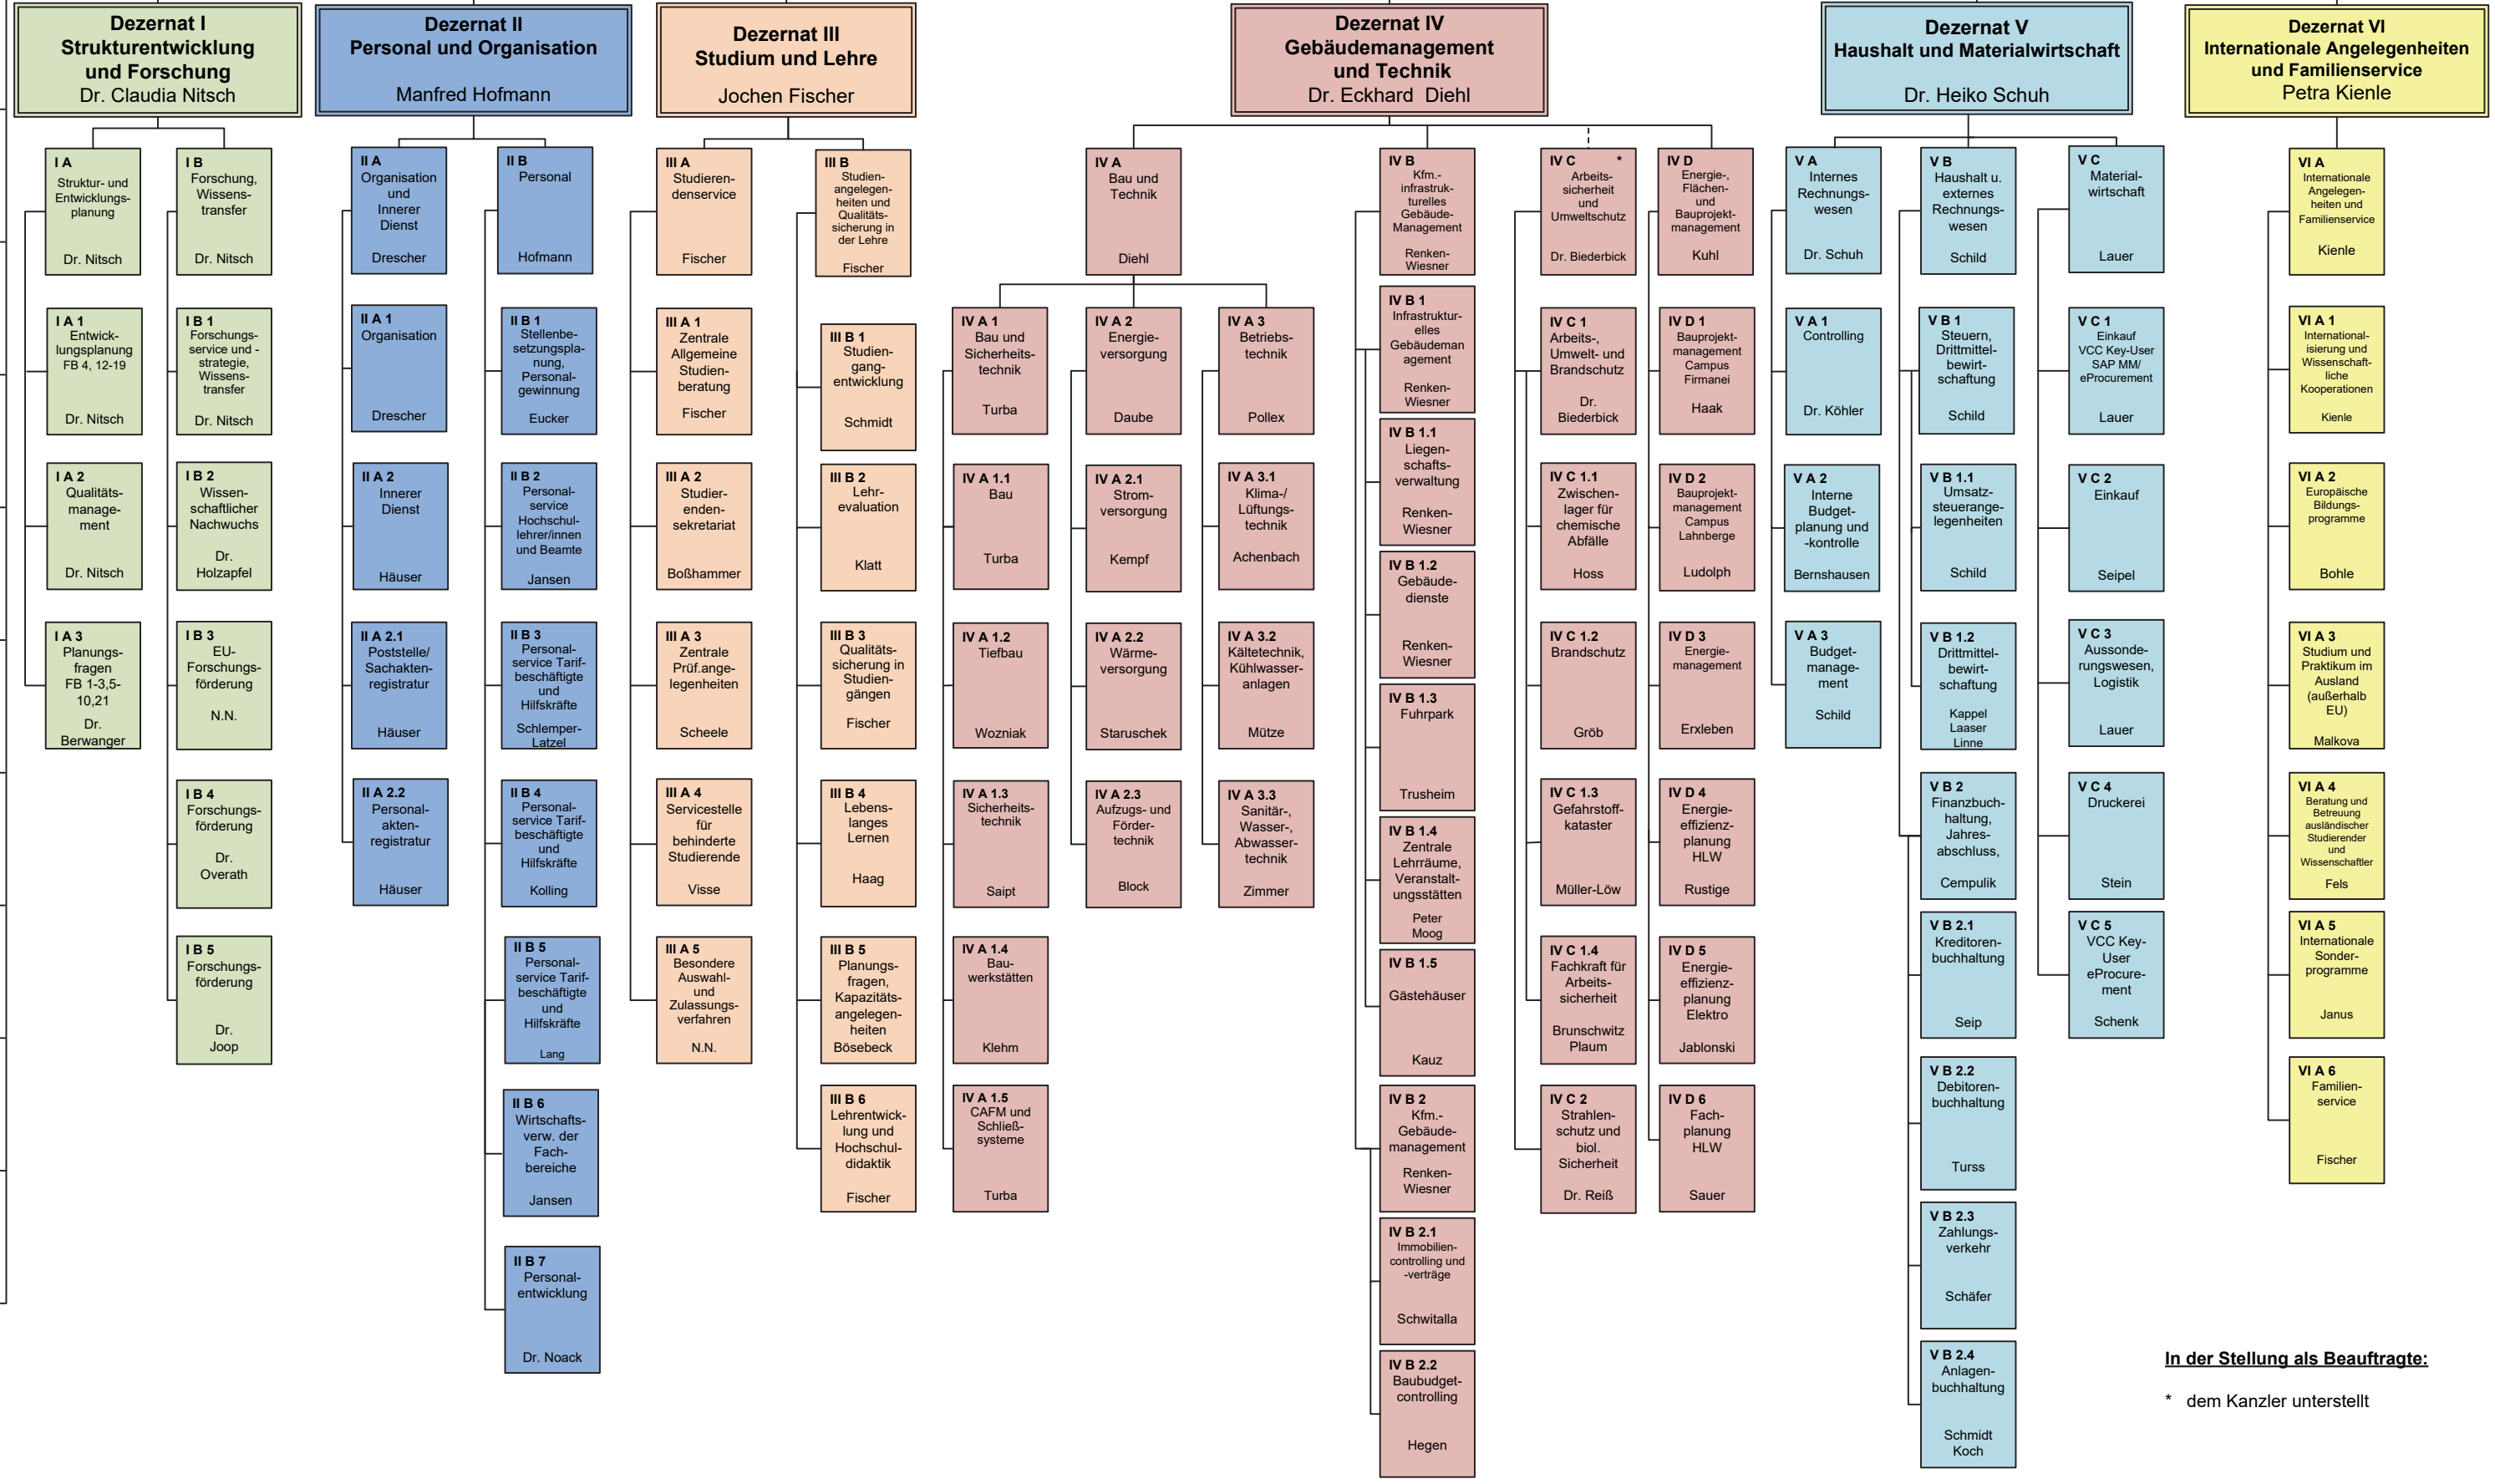 Dezernat I
Strukturentwicklung
und Forschung
Dr. Claudia Nitsch
I A
Struktur- und
Entwicklungs-
planung
Dr. Nitsch
I A 1
Entwick-
lungsplanung
FB 4, 12-19
Dr. Nitsch
I A 2
Qualitäts-
manage-
ment
Dr. Nitsch
I A 3
Planungs-
fragen
FB 1-3,5-
10,21
Dr.
Berwanger
I B
Forschung,
Wissens-
transfer
Dr. Nitsch
I B 1
Forschungs-
service und -
strategie,
Wissens-
transfer
Dr. Nitsch
I B 2
Wissen-
schaftlicher
Nachwuchs
Dr.
Holzapfel
I B 3
EU-
Forschungs-
förderung
N.N.
I B 4
Forschungs-
förderung
Dr.
Overath
I B 5
Forschungs-
förderung
Dr.
Joop
Dezernat II
Personal und Organisation
Manfred Hofmann
II A
Organisation
und
Innerer
Dienst
Drescher
II A 1
Organisation
Drescher
II A 2
Innerer
Dienst
Häuser
II A 2.1
Poststelle/
Sachakten-
registratur
Häuser
II A 2.2
Personal-
akten-
registratur
Häuser
II B
Personal
Hofmann
II B 1
Stellenbe-
setzungspla-
nung,
Personal-
gewinnung
Eucker
II B 2
Personal-
service
Hochschul-
lehrer/innen
und Beamte
Jansen
II B 3
Personal-
service Tarif-
beschäftigte
und
Hilfskräfte
Schlemper-
Latzel
II B 4
Personal-
service Tarif-
beschäftigte
und
Hilfskräfte
Kolling
II B 5
Personal-
service Tarif-
beschäftigte
und
Hilfskräfte
Lang
II B 6
Wirtschafts-
verw. der
Fach-
bereiche
Jansen
II B 7
Personal-
entwicklung
Dr. Noack
Dezernat III
Studium und Lehre
Jochen Fischer
III A
Studieren-
denservice
Fischer
III A 1
Zentrale
Allgemeine
Studien-
beratung
Fischer
III A 2
Studier-
enden-
sekretariat
Boßhammer
III A 3
Zentrale
Prüf.ange-
legenheiten
Scheele
III A 4
Servicestelle
für
behinderte
Studierende
Visse
III A 5
Besondere
Auswahl-
und
Zulassungs-
verfahren
N.N.
III B
Studien-
angelegen-
heiten und
Qualitäts-
sicherung in
der Lehre
Fischer
III B 1
Studien-
gang-
entwicklung
Schmidt
III B 2
Lehr-
evaluation
Klatt
III B 3
Qualitäts-
sicherung in
Studien-
gängen
Fischer
III B 4
Lebens-
langes
Lernen
Haag
III B 5
Planungs-
fragen,
Kapazitäts-
angelegen-
heiten
Bösebeck
III B 6
Lehrentwick-
lung und
Hochschul-
didaktik
Fischer
Dezernat IV
Gebäudemanagement
und Technik
Dr. Eckhard Diehl
IV A
Bau und
Technik
Diehl
IV A 1
Bau und
Sicherheits-
technik
Turba
IV A 1.1
Bau
Turba
IV A 1.2
Tiefbau
Wozniak
IV A 1.3
Sicherheits-
technik
Saipt
IV A 1.4
Bau-
werkstätten
Klehm
IV A 1.5
CAFM und
Schließ-
systeme
Turba
IV A 2
Energie-
versorgung
Daube
IV A 2.1
Strom-
versorgung
Kempf
IV A 2.2
Wärme-
versorgung
Staruschek
IV A 2.3
Aufzugs- und
Förder-
technik
Block
IV A 3
Betriebs-
technik
Pollex
IV A 3.1
Klima-/
Lüftungs-
technik
Achenbach
IV A 3.2
Kältetechnik,
Kühlwasser-
anlagen
Mütze
IV A 3.3
Sanitär-,
Wasser-,
Abwasser-
technik
Zimmer
IV B
Kfm.-
infrastruk-
turelles
Gebäude-
Management
Renken-
Wiesner
IV B 1
Infrastruktur-
elles
Gebäudeman
agement
Renken-
Wiesner
IV B 1.1
Liegen-
schafts-
verwaltung
Renken-
Wiesner
IV B 1.2
Gebäude-
dienste
Renken-
Wiesner
IV B 1.3
Fuhrpark
Trusheim
IV B 1.4
Zentrale
Lehrräume,
Veranstalt-
ungsstätten
Peter
Moog
IV B 1.5
Gästehäuser
Kauz
IV B 2
Kfm.-
Gebäude-
management
Renken-
Wiesner
IV B 2.1
Immobilien-
controlling und
-verträge
Schwitalla
IV B 2.2
Baubudget-
controlling
Hegen
IV C *
Arbeits-
sicherheit
und
Umweltschutz
Dr. Biederbick
IV C 1
Arbeits-,
Umwelt- und
Brandschutz
Dr.
Biederbick
IV C 1.1
Zwischen-
lager für
chemische
Abfälle
Hoss
IV C 1.2
Brandschutz
Gröb
IV C 1.3
Gefahrstoff-
kataster
Müller-Löw
IV C 1.4
Fachkraft für
Arbeits-
sicherheit
Brunschwitz
Plaum
IV C 2
Strahlen-
schutz und
biol.
Sicherheit
Dr. Reiß
IV D
Energie-,
Flächen-
und
Bauprojekt-
management
Kuhl
IV D 1
Bauprojekt-
management
Campus
Firmanei
Haak
IV D 2
Bauprojekt-
management
Campus
Lahnberge
Ludolph
IV D 3
Energie-
management
Erxleben
IV D 4
Energie-
effizienz-
planung
HLW
Rustige
IV D 5
Energie-
effizienz-
planung
Elektro
Jablonski
IV D 6
Fach-
planung
HLW
Sauer
Dezernat V
Haushalt und Materialwirtschaft
Dr. Heiko Schuh
V A
Internes
Rechnungs-
wesen
Dr. Schuh
V A 1
Controlling
Dr. Köhler
V A 2
Interne
Budget-
planung und
-kontrolle
Bernshausen
V A 3
Budget-
manage-
ment
Schild
V B
Haushalt u.
externes
Rechnungs-
wesen
Schild
V B 1
Steuern,
Drittmittel-
bewirt-
schaftung
Schild
V B 1.1
Umsatz-
steuerange-
legenheiten
Schild
V B 1.2
Drittmittel-
bewirt-
schaftung
Kappel
Laaser
Linne
V B 2
Finanzbuch-
haltung,
Jahres-
abschluss,
Cempulik
V B 2.1
Kreditoren-
buchhaltung
Seip
V B 2.2
Debitoren-
buchhaltung
Turss
V B 2.3
Zahlungs-
verkehr
Schäfer
V B 2.4
Anlagen-
buchhaltung
Schmidt
Koch
V C
Material-
wirtschaft
Lauer
V C 1
Einkauf
VCC Key-User
SAP MM/
eProcurement
Lauer
V C 2
Einkauf
Seipel
V C 3
Aussonde-
rungswesen,
Logistik
Lauer
V C 4
Druckerei
Stein
V C 5
VCC Key-
User
eProcure-
ment
Schenk
Dezernat VI
Internationale Angelegenheiten
und Familienservice
Petra Kienle
VI A
Internationale
Angelegen-
heiten und
Familienservice
Kienle
VI A 1
International-
isierung und
Wissenschaft-
liche
Kooperationen
Kienle
VI A 2
Europäische
Bildungs-
programme
Bohle
VI A 3
Studium und
Praktikum im
Ausland
(außerhalb
EU)
Malkova
VI A 4
Beratung und
Betreuung
ausländischer
Studierender
und
Wissenschaftler
Fels
VI A 5
Internationale
Sonder-
programme
Janus
VI A 6
Familien-
service
Fischer
In der Stellung als Beauftragte:
* dem Kanzler unterstellt